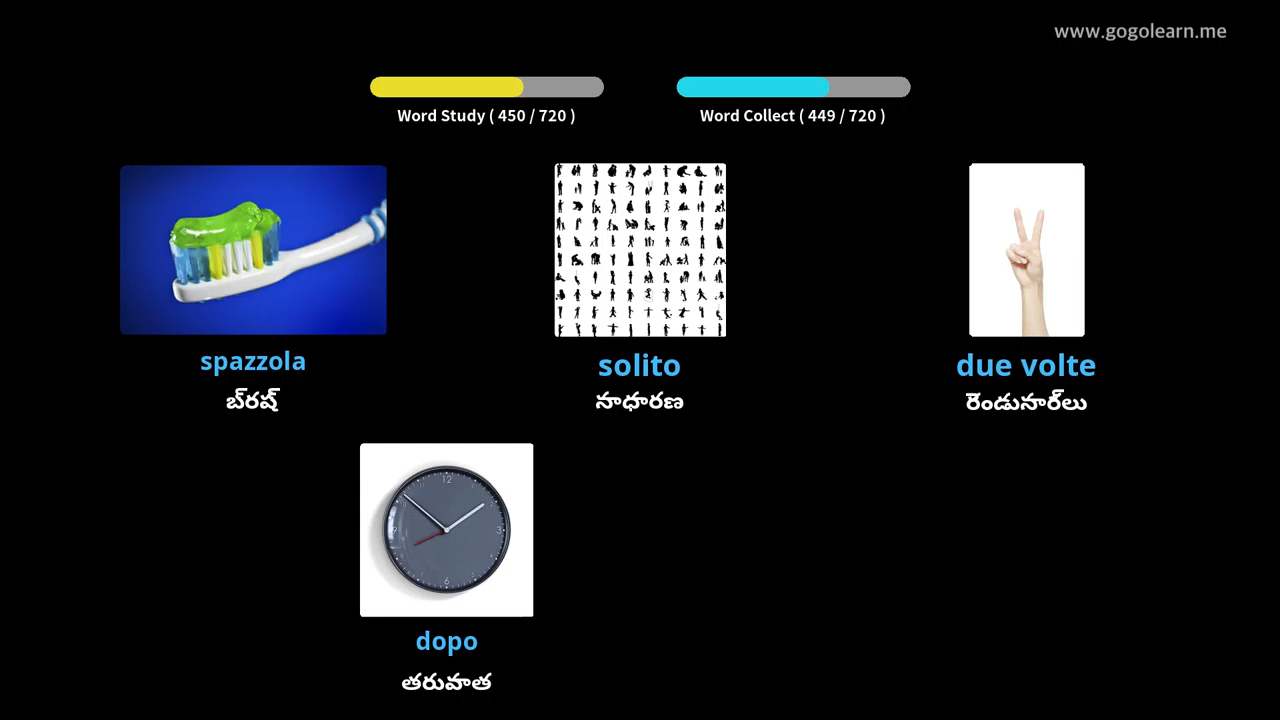 www.gogolearn.me
Word Study ( 450 / 720 )
Word Collect ( 449 / 720 )
spazzola
solito
due volte
బ్రష్
సాధారణ
రెండుసార్లు
dopo
తరువాత